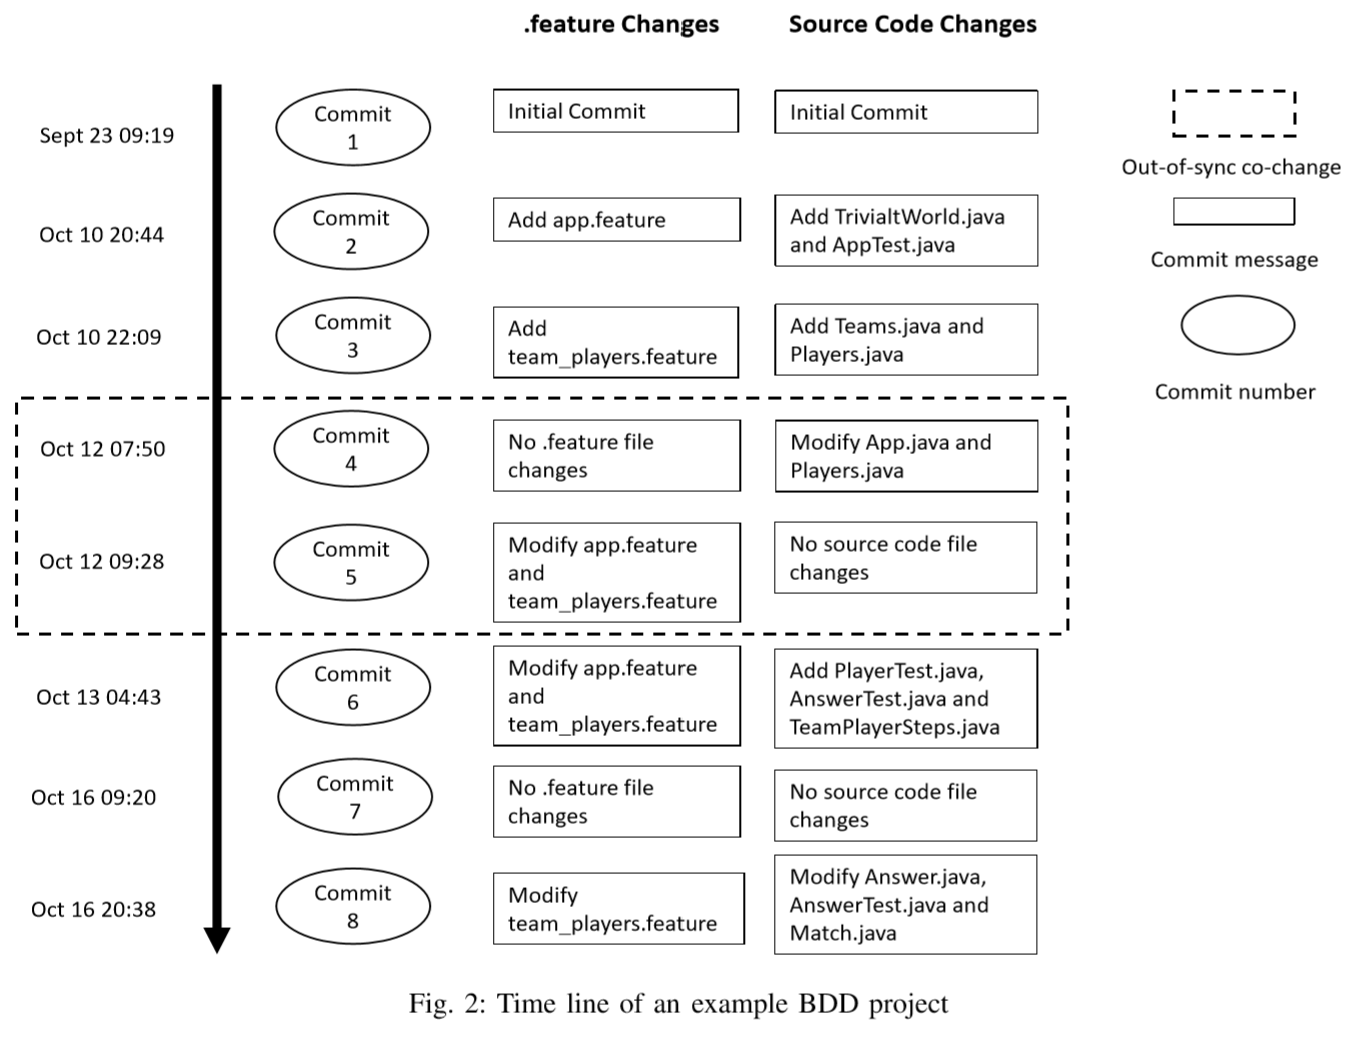 .feature Changes
Source Code Changes
Sept 23 09:19
Commit
1
Initial Commit
Initial Commit
Out-of-sync co-change
Oct 10 20:44
Commit
2
Add app.feature
Add TrivialtWorld.java
and AppTest.java
Commit message
Oct 10 22:09
Commit
3
Add
team_players.feature
Add Teams.java and
Players.java
Commit number
Oct 12 07:50
Commit
4
No .feature file
changes
Modify App.java and
Players.java
Oct 12 09:28
Commit
5
Modify app.feature
and
team_players.feature
No source code file
changes
Oct 13 04:43
Commit
6
Modify app.feature
and
team_players.feature
Add PlayerTest.java,
AnswerTest.java and
TeamPlayerSteps.java
Oct 16 09:20
Commit
7
No .feature file
changes
No source code file
changes
Oct 16 20:38
Commit
8
Modify
team_players.feature
Modify Answer.java,
AnswerTest.java and
Match.java
Fig. 2: Time line of an example BDD project